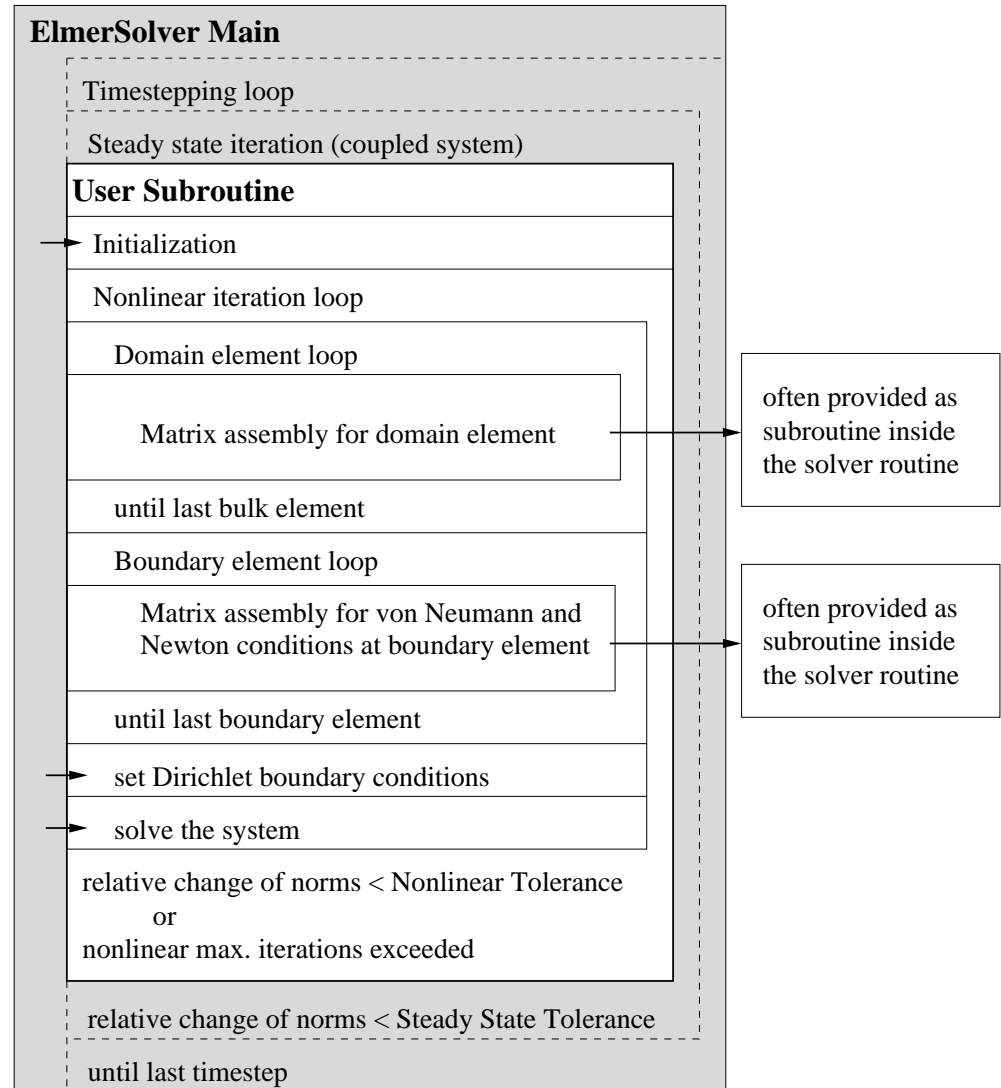 ElmerSolver Main
Timestepping loop
Steady state iteration (coupled system)
User Subroutine
Initialization
Nonlinear iteration loop
Domain element loop
Matrix assembly for domain element
often provided as
subroutine inside
the solver routine
until last bulk element
Boundary element loop
Matrix assembly for von Neumann and
Newton conditions at boundary element
often provided as
subroutine inside
the solver routine
until last boundary element
set Dirichlet boundary conditions
solve the system
relative change of norms < Nonlinear Tolerance
or
nonlinear max. iterations exceeded
relative change of norms < Steady State Tolerance
until last timestep